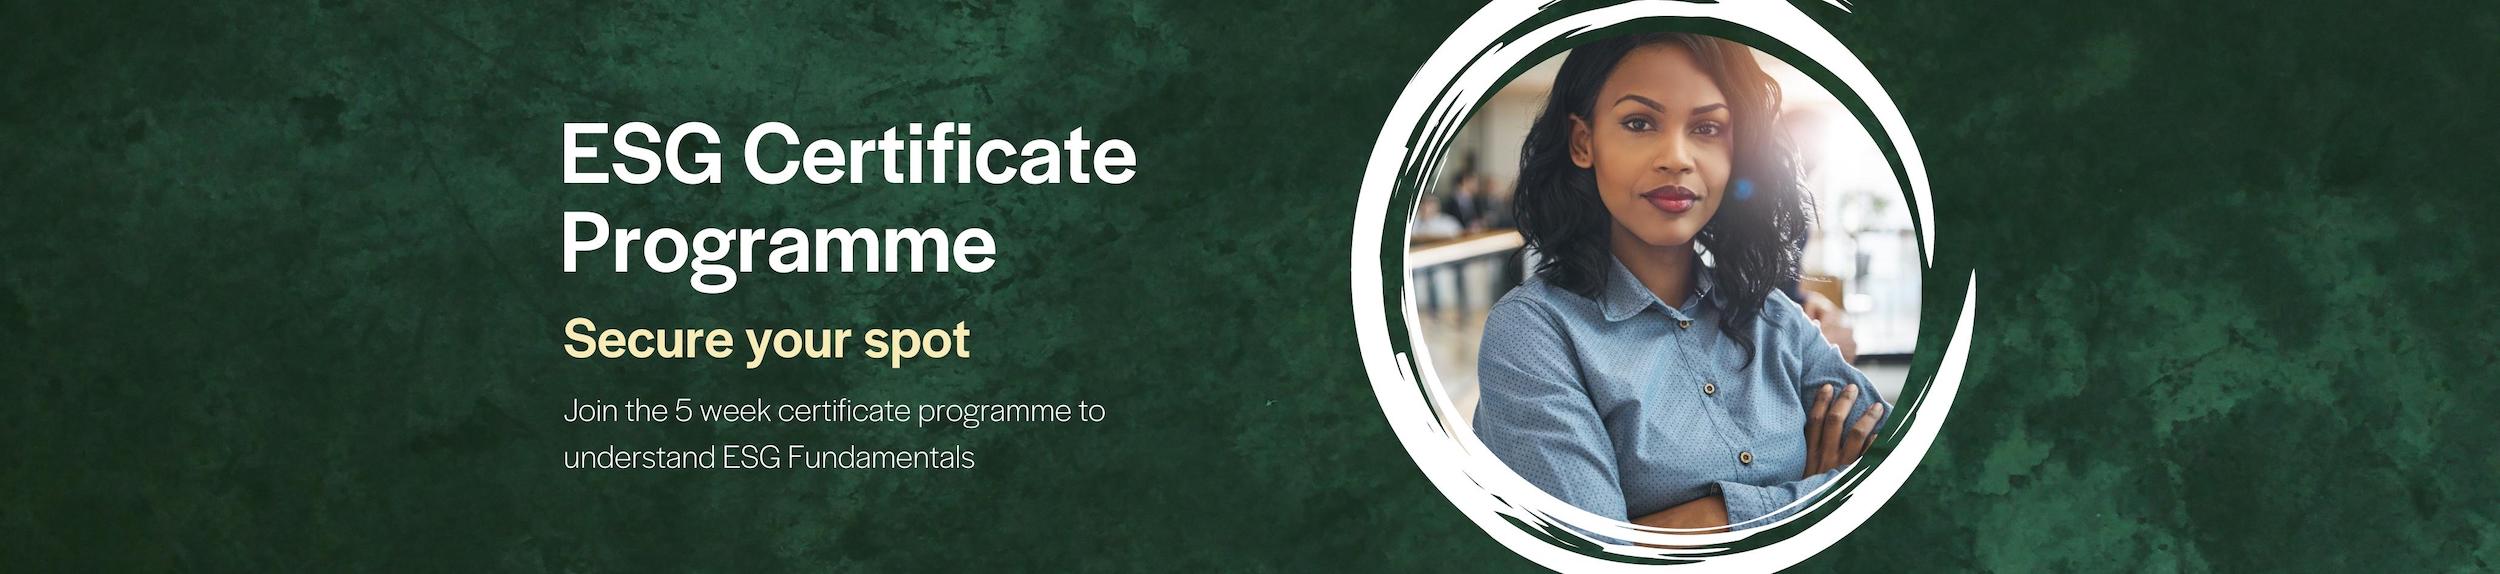 ESG Certificate
Programme
Secure your spot
Join the 5 week certificate programme to
understand ESG Fundamentals